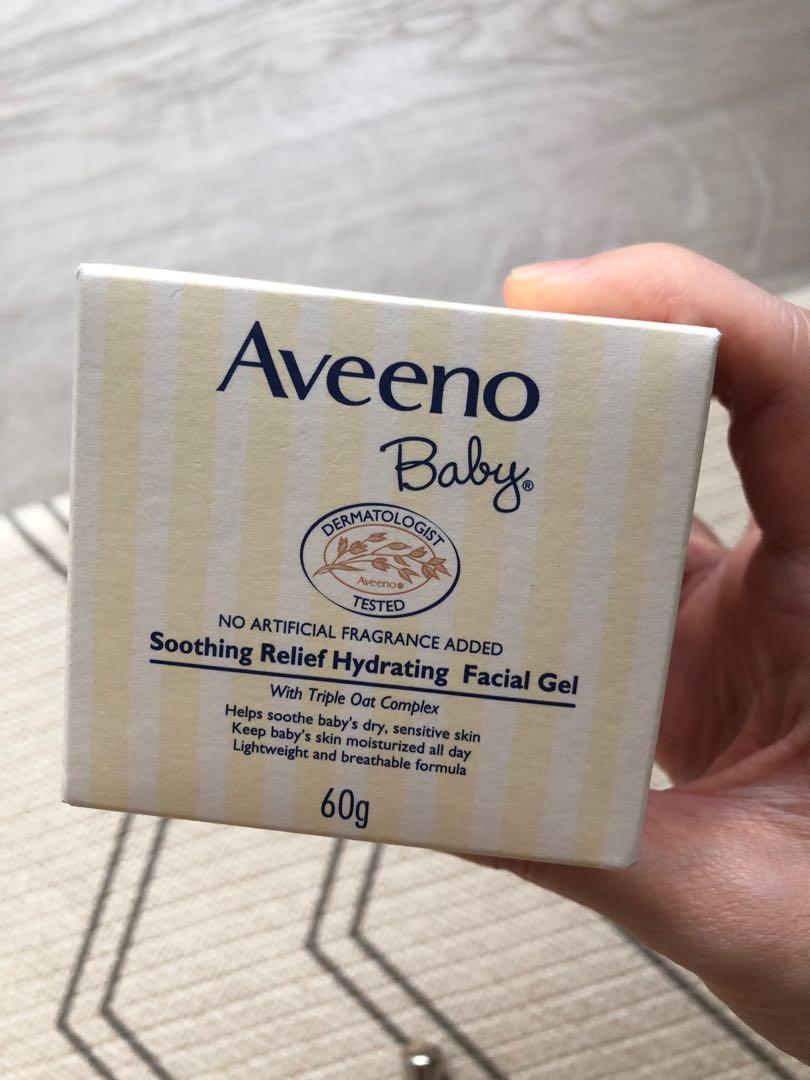 Aveeno
Baby®
DERMATOLOGIST
Aveeno®
TESTED
NO ARTIFICIAL FRAGRANCE ADDED
Soothing Relief Hydrating Facial Gel
With Triple Oat Complex
Helps soothe baby's dry, sensitive skin
Keep baby's skin moisturized all day
Lightweight and breathable formula
60g